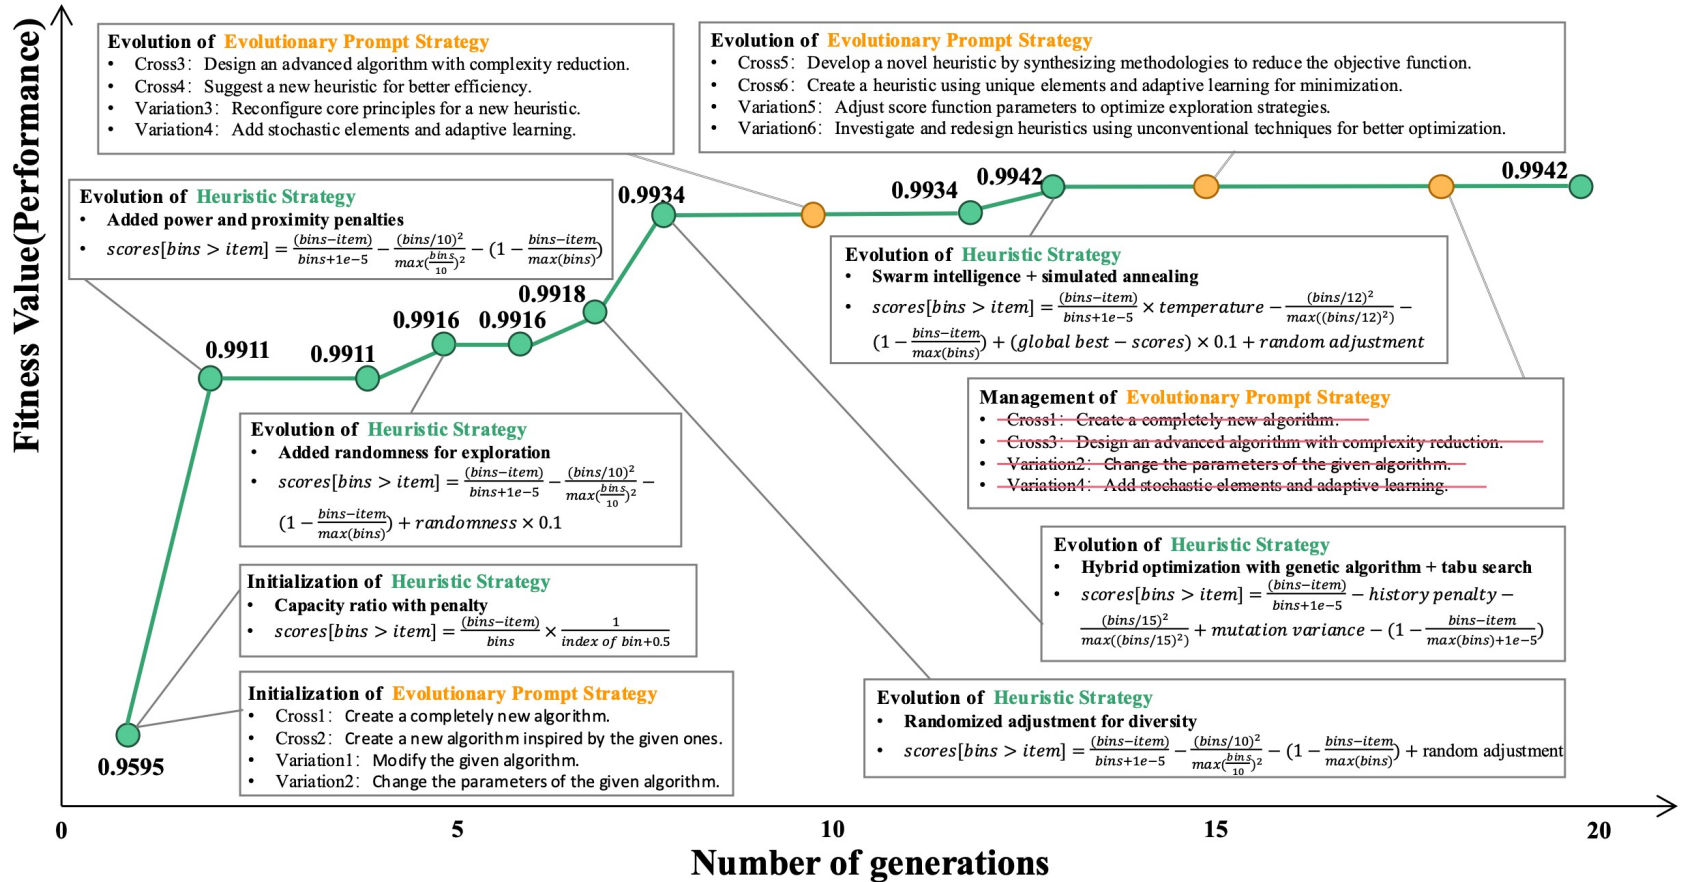 Fitness Value(Performance)
Evolution of Evolutionary Prompt Strategy
• Cross3: Design an advanced algorithm with complexity reduction.
• Cross4: Suggest a new heuristic for better efficiency.
• Variation3: Reconfigure core principles for a new heuristic.
• Variation4: Add stochastic elements and adaptive learning.
Evolution of Evolutionary Prompt Strategy
• Cross5: Develop a novel heuristic by synthesizing methodologies to reduce the objective function.
• Cross6: Create a heuristic using unique elements and adaptive learning for minimization.
• Variation5: Adjust score function parameters to optimize exploration strategies.
• Variation6: Investigate and redesign heuristics using unconventional techniques for better optimization.
Evolution of Heuristic Strategy
• Added power and proximity penalties
• scores[bins > item] = (bins−item)/(bins+1e−5) − (bins/10)²/max(bins/10)² − (1 − bins−item/max(bins))
0.9934
0.9934
0.9942
0.9942
0.9918
0.9916
0.9916
0.9911
0.9911
Evolution of Heuristic Strategy
• Swarm intelligence + simulated annealing
• scores[bins > item] = (bins−item)/(bins+1e−5) × temperature − (bins/12)²/max((bins/12)²) −
(1 − bins−item/max(bins)) + (global best − scores) × 0.1 + random adjustment
Management of Evolutionary Prompt Strategy
• Cross1: Create a completely new algorithm.
• Cross3: Design an advanced algorithm with complexity reduction.
• Variation2: Change the parameters of the given algorithm.
• Variation4: Add stochastic elements and adaptive learning.
Evolution of Heuristic Strategy
• Added randomness for exploration
• scores[bins > item] = (bins−item)/(bins+1e−5) − (bins/10)²/max(bins/10)² −
(1 − bins−item/max(bins)) + randomness × 0.1
Evolution of Heuristic Strategy
• Hybrid optimization with genetic algorithm + tabu search
• scores[bins > item] = (bins−item)/(bins+1e−5) − history penalty −
(bins/15)²/max((bins/15)²) + mutation variance − (1 − bins−item/(max(bins)+1e−5))
Initialization of Heuristic Strategy
• Capacity ratio with penalty
• scores[bins > item] = (bins−item)/bins × 1/(index of bin+0.5)
Initialization of Evolutionary Prompt Strategy
• Cross1: Create a completely new algorithm.
• Cross2: Create a new algorithm inspired by the given ones.
• Variation1: Modify the given algorithm.
• Variation2: Change the parameters of the given algorithm.
Evolution of Heuristic Strategy
• Randomized adjustment for diversity
• scores[bins > item] = (bins−item)/(bins+1e−5) − (bins/10)²/max(bins/10)² − (1 − bins−item/max(bins)) + random adjustment
0.9595
0 5 10 15 20
Number of generations